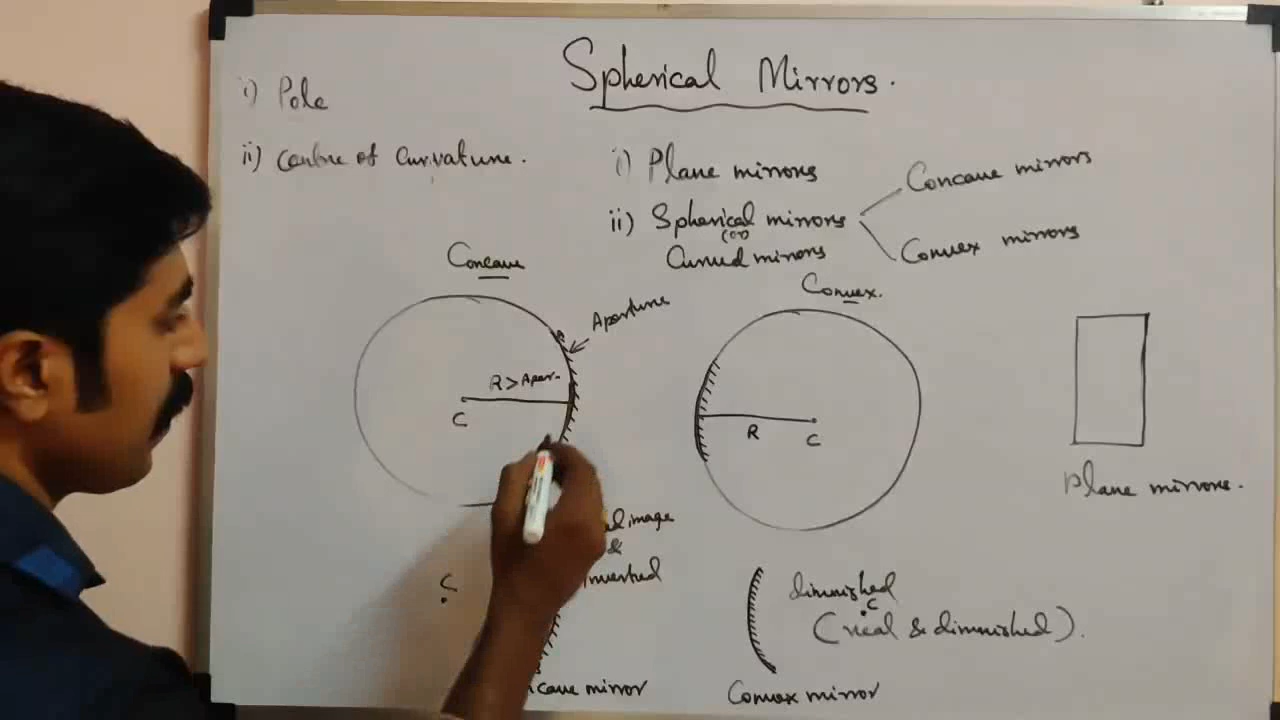 Spherical Mirrors.
i) Pole
ii) Centre of Curvature.
i) Plane mirrors
ii) Spherical mirrors
(or)
Curved mirrors
Concave mirrors
Convex mirrors
Concave
Aperture
R > Aper.
C
Convex.
R
C
Plane mirrors.
image
&
inverted
C
diminished
C
(real & diminished).
mirror
Convex mirror